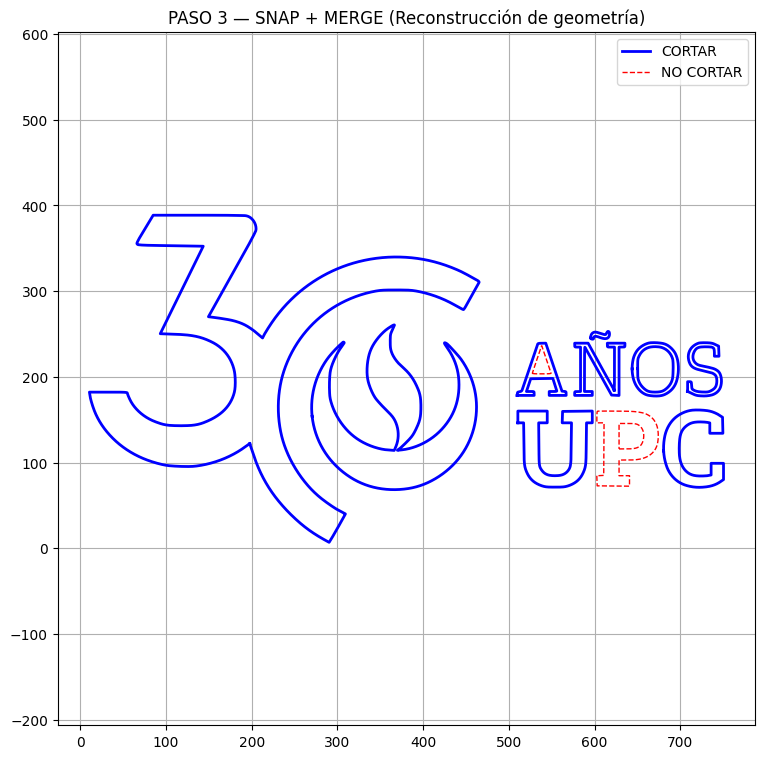 PASO 3 — SNAP + MERGE (Reconstrucción de geometría)
CORTAR
NO CORTAR
600
500
400
300
200
100
0
−100
−200
30
AÑOS
UPC
0 100 200 300 400 500 600 700